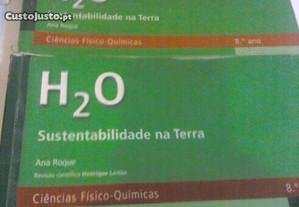 H2O
CustoJusto.pt
Sustentabilidade na Terra
Ana Roque
Ciências Físico-Químicas 8.º ano
H2O
Sustentabilidade na Terra
Ana Roque
Revisão científica Henrique Leitão
Ciências Físico-Químicas 8.º